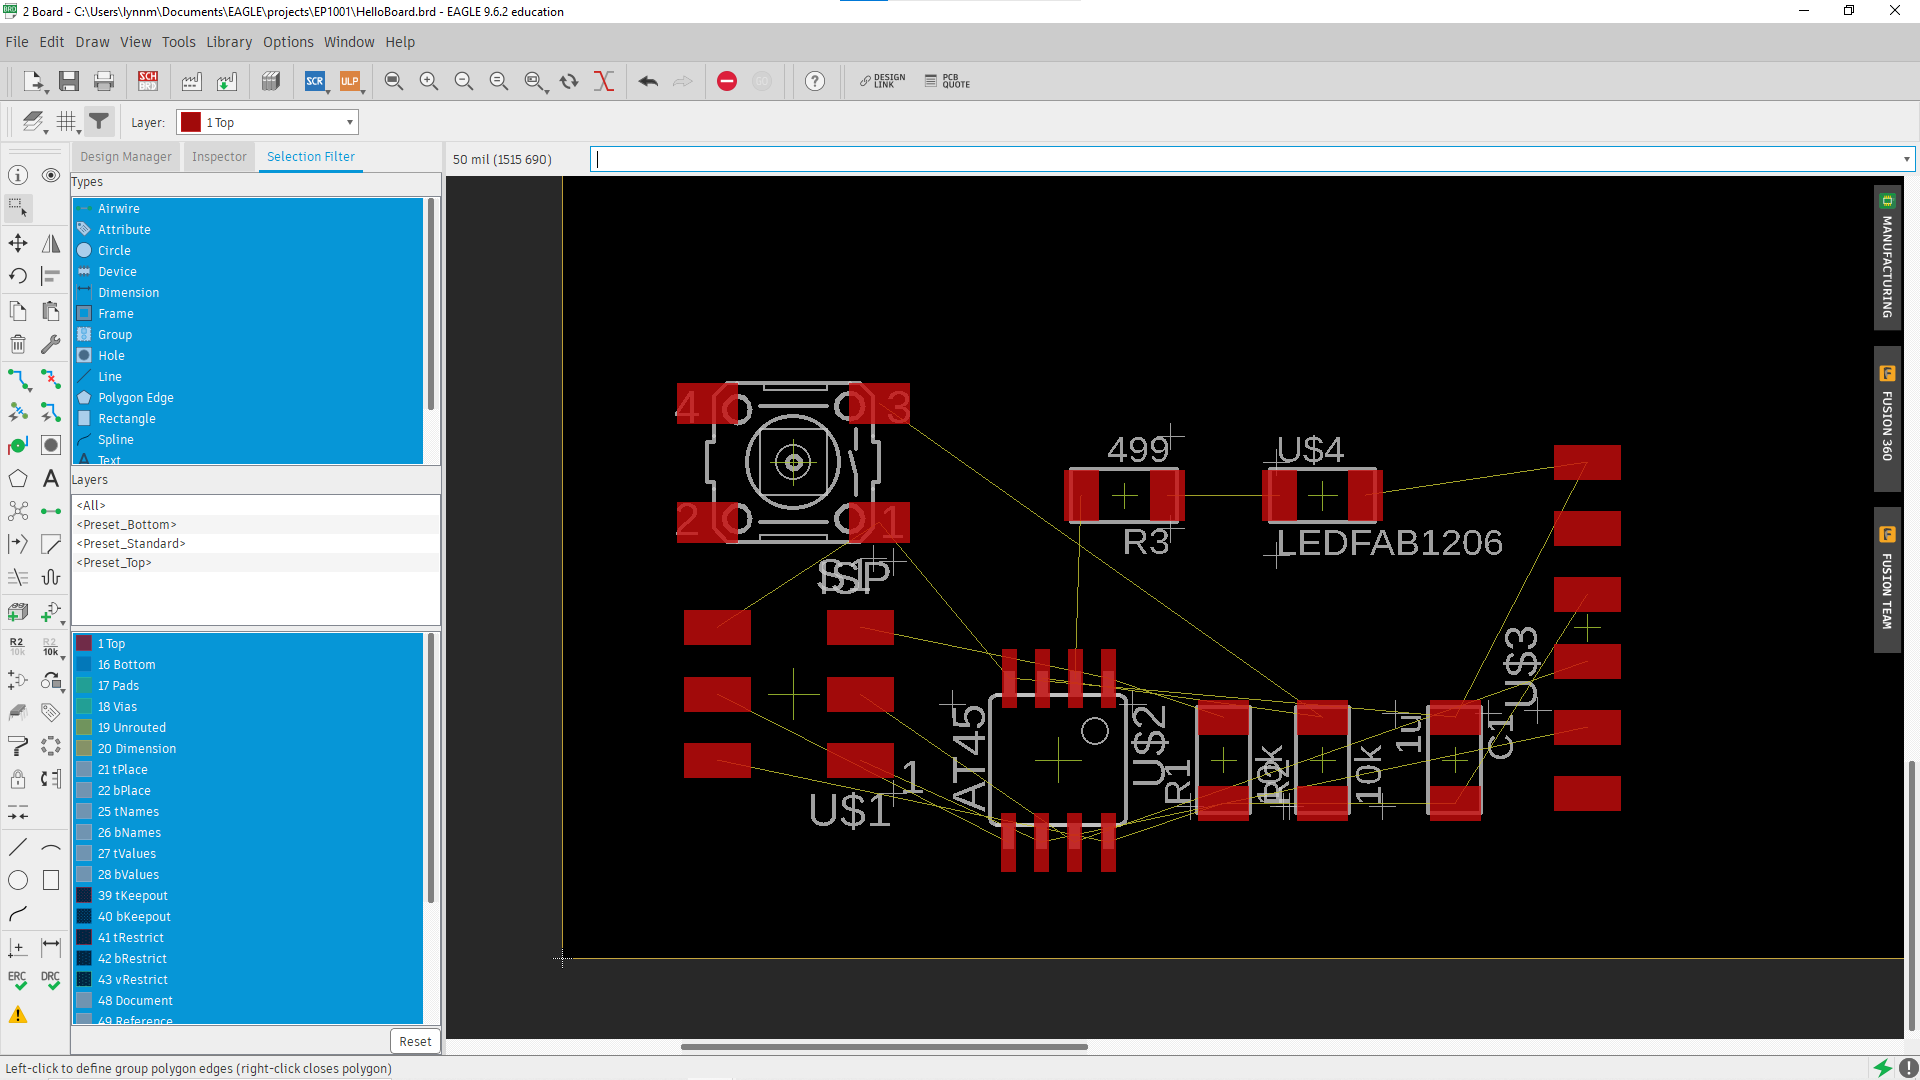 2 Board - C:\Users\lynnm\Documents\EAGLE\projects\EP1001\HelloBoard.brd - EAGLE 9.6.2 education
File Edit Draw View Tools Library Options Window Help
SCH BRD SCR ULP GO DESIGN LINK PCB QUOTE
Layer: 1 Top
Design Manager Inspector Selection Filter
50 mil (1515 690)
Types
Airwire
Attribute
Circle
Device
Dimension
Frame
Group
Hole
Line
Polygon Edge
Rectangle
Spline
Text
Layers
<All>
<Preset_Bottom>
<Preset_Standard>
<Preset_Top>
1 Top
16 Bottom
17 Pads
18 Vias
19 Unrouted
20 Dimension
21 tPlace
22 bPlace
25 tNames
26 bNames
27 tValues
28 bValues
39 tKeepout
40 bKeepout
41 tRestrict
42 bRestrict
43 vRestrict
48 Document
49 Reference
Reset
R2 10k
R2 10k
ERC DRC
4 3
2 1
499
R3
U$4
LEDFAB1206
1
U$1
AT45
U$2
R1
10k
1u
C1
U$3
MANUFACTURING
FUSION 360
FUSION TEAM
Left-click to define group polygon edges (right-click closes polygon)